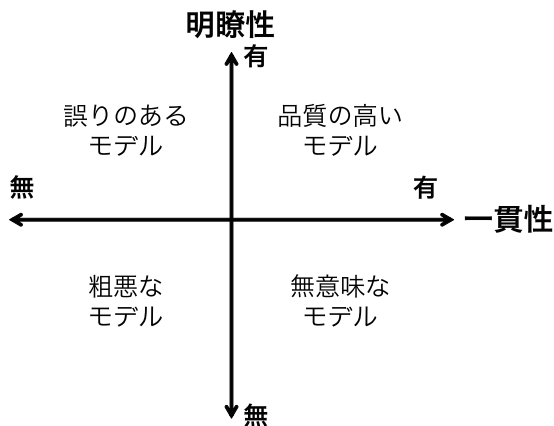 明瞭性
有
誤りのある
モデル
品質の高い
モデル
無
有
一貫性
粗悪な
モデル
無意味な
モデル
無